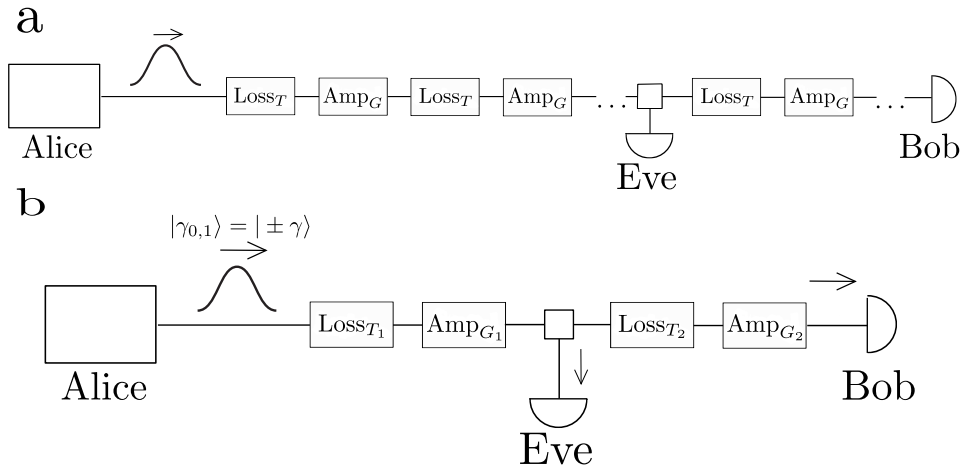 a
Loss_T Amp_G Loss_T Amp_G ... Loss_T Amp_G ...
Alice
Bob
Eve
b
|γ_{0,1}⟩ = | ± γ⟩
Loss_{T_1} Amp_{G_1} Loss_{T_2} Amp_{G_2}
Alice
Bob
Eve